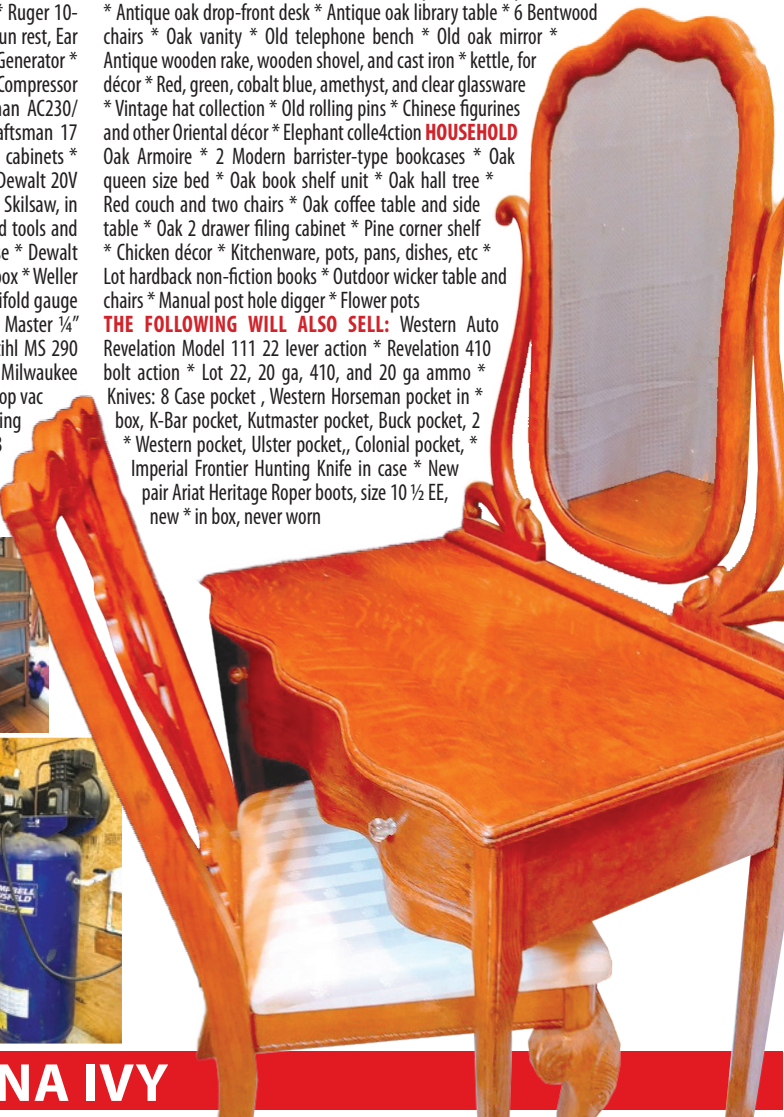 * Ruger 10-
un rest, Ear
Generator *
Compressor
an AC230/
aftsman 17
cabinets *
Dewalt 20V
Skilsaw, in
d tools and
se * Dewalt
ox * Weller
ifold gauge
Master ¼”
tihl MS 290
Milwaukee
op vac
ing
* Antique oak drop-front desk * Antique oak library table * 6 Bentwood
chairs * Oak vanity * Old telephone bench * Old oak mirror *
Antique wooden rake, wooden shovel, and cast iron * kettle, for
décor * Red, green, cobalt blue, amethyst, and clear glassware
* Vintage hat collection * Old rolling pins * Chinese figurines
and other Oriental décor * Elephant colle4ction HOUSEHOLD
Oak Armoire * 2 Modern barrister-type bookcases * Oak
queen size bed * Oak book shelf unit * Oak hall tree *
Red couch and two chairs * Oak coffee table and side
table * Oak 2 drawer filing cabinet * Pine corner shelf
* Chicken décor * Kitchenware, pots, pans, dishes, etc *
Lot hardback non-fiction books * Outdoor wicker table and
chairs * Manual post hole digger * Flower pots
THE FOLLOWING WILL ALSO SELL: Western Auto
Revelation Model 111 22 lever action * Revelation 410
bolt action * Lot 22, 20 ga, 410, and 20 ga ammo *
Knives: 8 Case pocket , Western Horseman pocket in *
box, K-Bar pocket, Kutmaster pocket, Buck pocket, 2
* Western pocket, Ulster pocket,, Colonial pocket, *
Imperial Frontier Hunting Knife in case * New
pair Ariat Heritage Roper boots, size 10 ½ EE,
new * in box, never worn
NA IVY